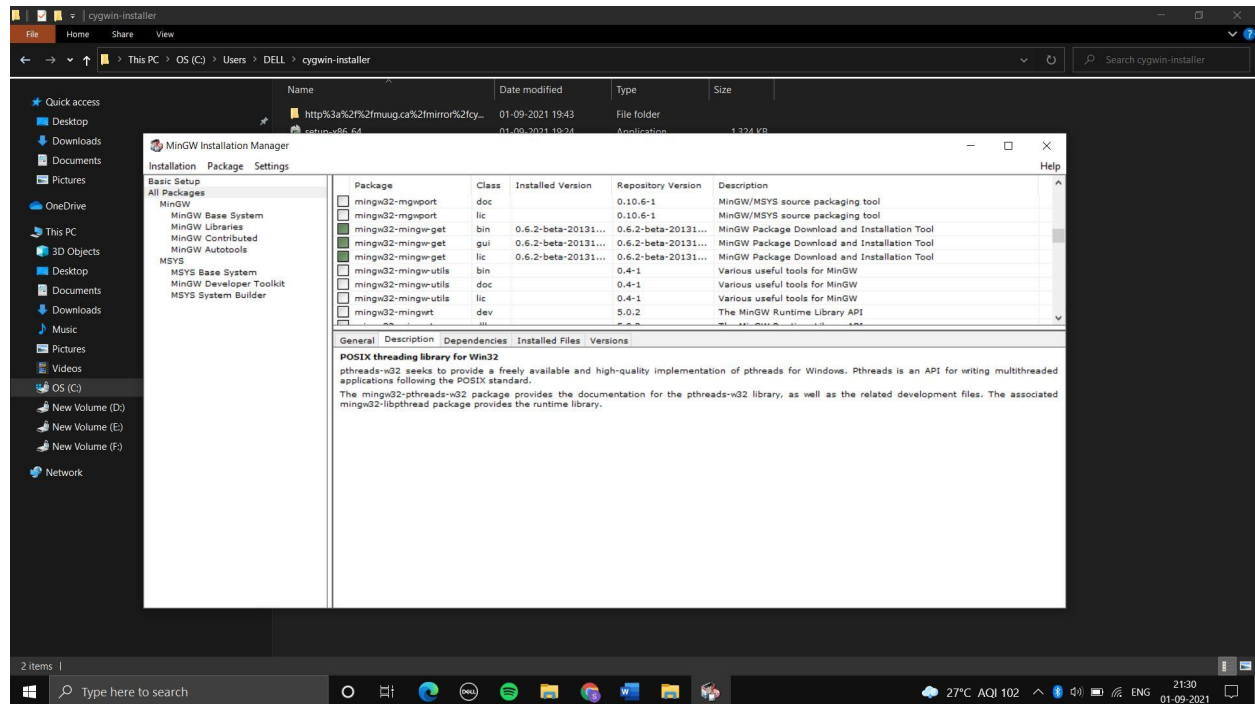 cygwin-installer
File Home Share View
This PC > OS (C:) > Users > DELL > cygwin-installer
Search cygwin-installer
Name Date modified Type Size
http%3a%2f%2fmuug.ca%2fmirror%2fcy... 01-09-2021 19:43 File folder
setup-x86_64 01-09-2021 19:24 Application 1,324 KB
Quick access
Desktop
Downloads
Documents
Pictures
OneDrive
This PC
3D Objects
Desktop
Documents
Downloads
Music
Pictures
Videos
OS (C:)
New Volume (D:)
New Volume (E:)
New Volume (F:)
Network
MinGW Installation Manager
Installation Package Settings Help
Basic Setup
All Packages
MinGW
MinGW Base System
MinGW Libraries
MinGW Contributed
MinGW Autotools
MSYS
MSYS Base System
MinGW Developer Toolkit
MSYS System Builder
Package Class Installed Version Repository Version Description
mingw32-mgwport doc 0.10.6-1 MinGW/MSYS source packaging tool
mingw32-mgwport lic 0.10.6-1 MinGW/MSYS source packaging tool
mingw32-mingw-get bin 0.6.2-beta-20131... 0.6.2-beta-20131... MinGW Package Download and Installation Tool
mingw32-mingw-get gui 0.6.2-beta-20131... 0.6.2-beta-20131... MinGW Package Download and Installation Tool
mingw32-mingw-get lic 0.6.2-beta-20131... 0.6.2-beta-20131... MinGW Package Download and Installation Tool
mingw32-mingw-utils bin 0.4-1 Various useful tools for MinGW
mingw32-mingw-utils doc 0.4-1 Various useful tools for MinGW
mingw32-mingw-utils lic 0.4-1 Various useful tools for MinGW
mingw32-mingwrt dev 5.0.2 The MinGW Runtime Library API
General Description Dependencies Installed Files Versions
POSIX threading library for Win32
pthreads-w32 seeks to provide a freely available and high-quality implementation of pthreads for Windows. Pthreads is an API for writing multithreaded
applications following the POSIX standard.
The mingw32-pthreads-w32 package provides the documentation for the pthreads-w32 library, as well as the related development files. The associated
mingw32-libpthread package provides the runtime library.
2 items
Type here to search
DELL
27°C AQI 102
ENG
21:30
01-09-2021